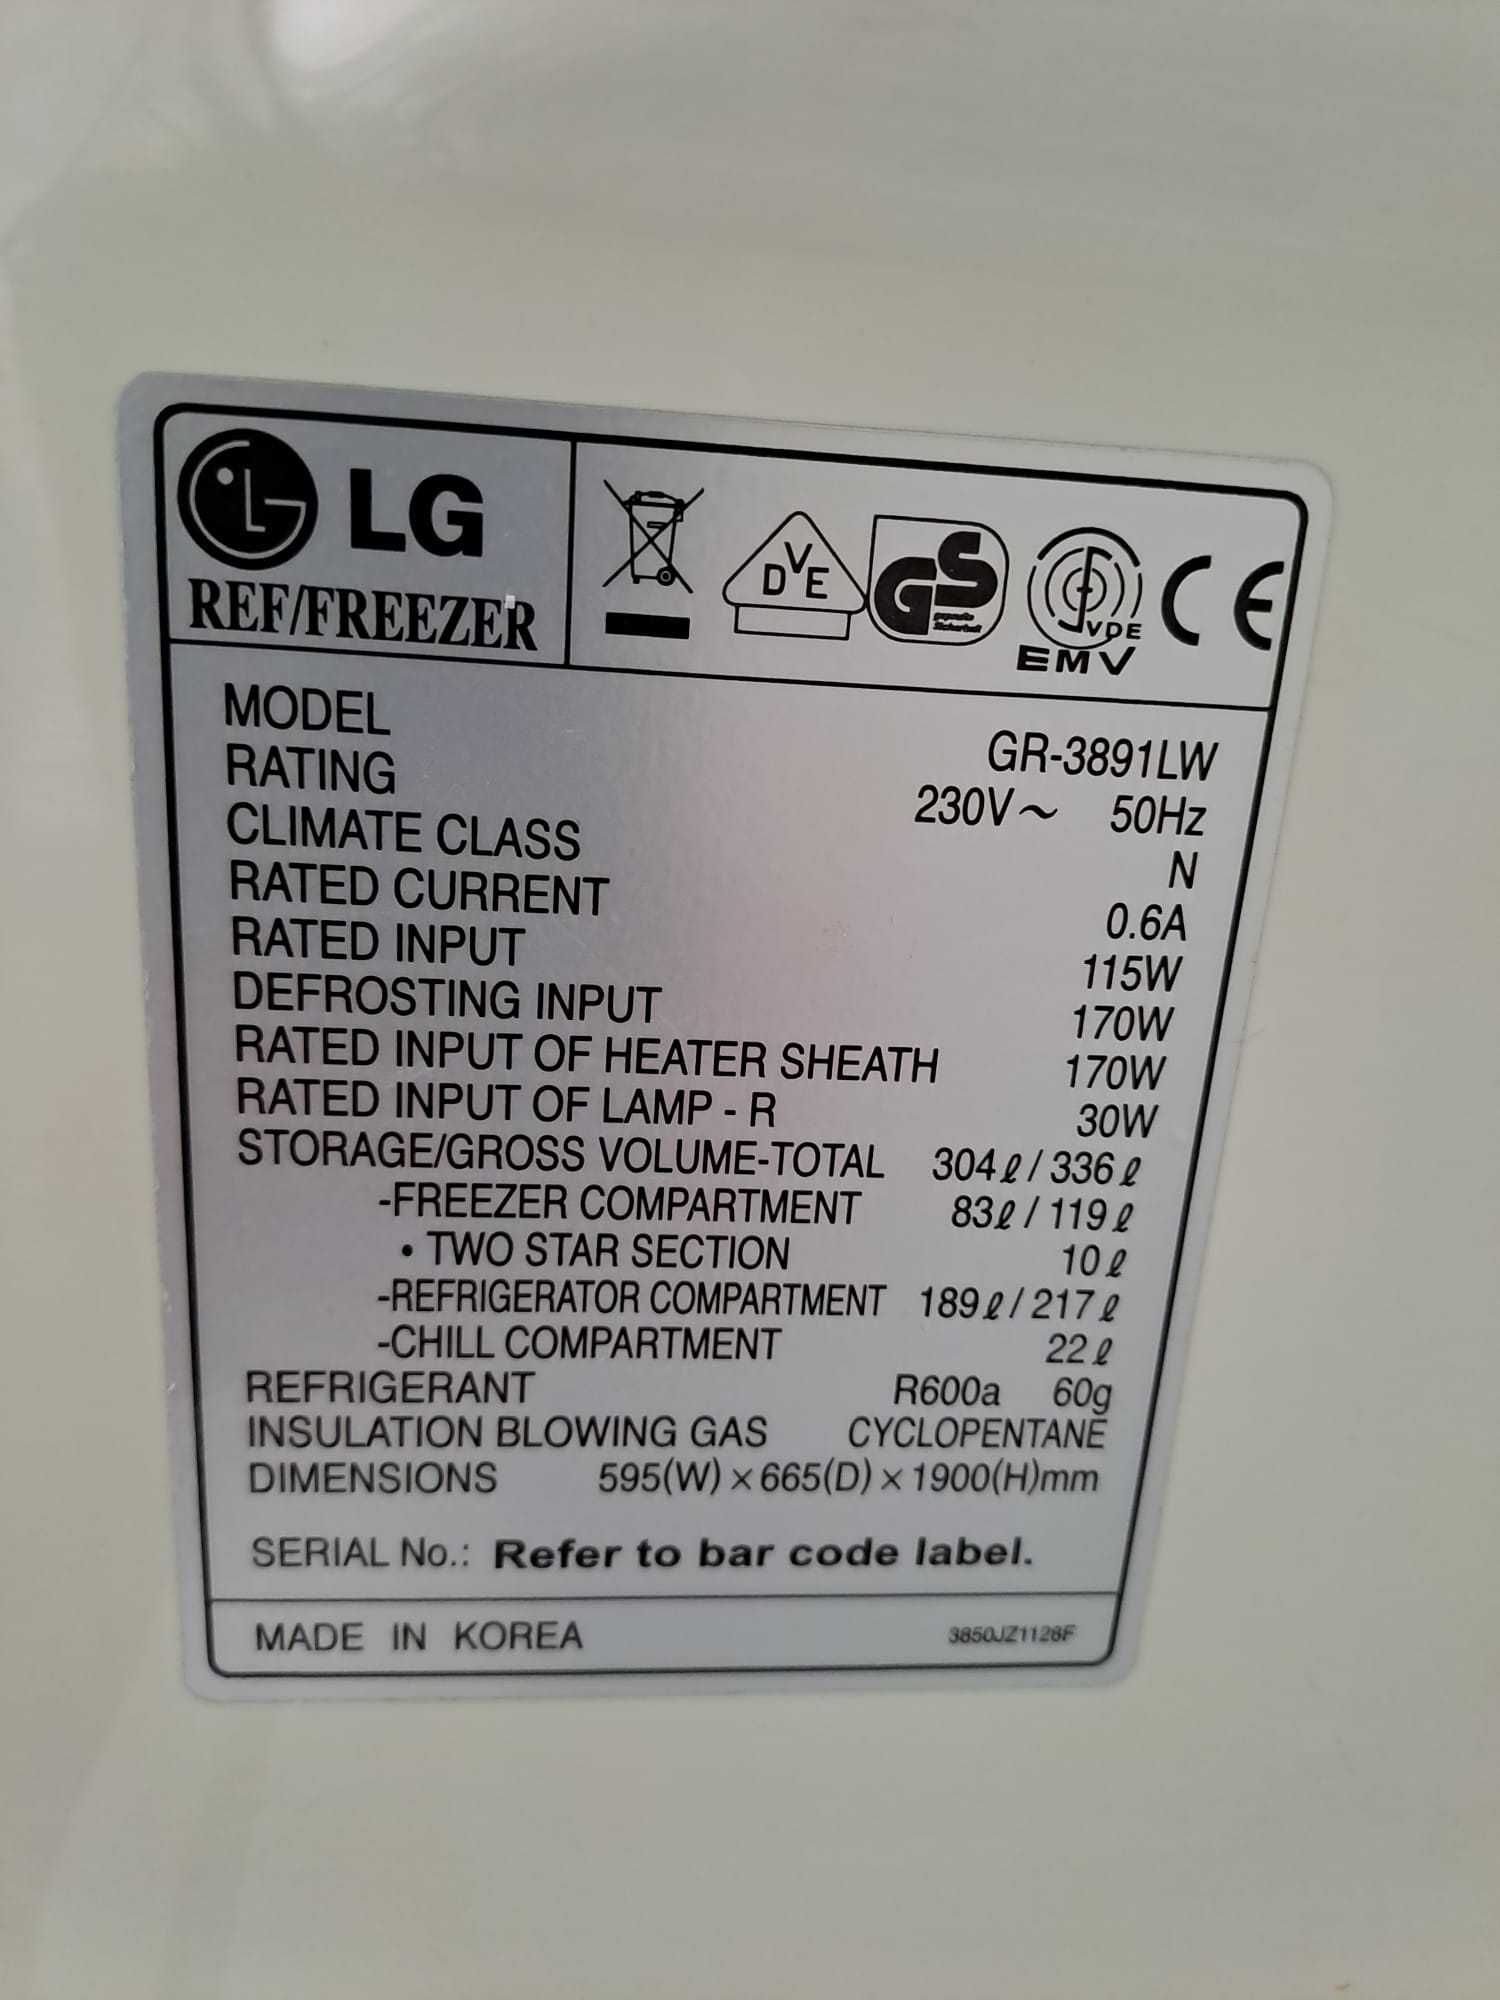 LG
REF/FREEZER
DVE
GS
geprüfte
Sicherheit
VDE
EMV
CE
MODEL GR-3891LW
RATING 230V~ 50Hz
CLIMATE CLASS N
RATED CURRENT 0.6A
RATED INPUT 115W
DEFROSTING INPUT 170W
RATED INPUT OF HEATER SHEATH 170W
RATED INPUT OF LAMP - R 30W
STORAGE/GROSS VOLUME-TOTAL 304ℓ / 336ℓ
-FREEZER COMPARTMENT 83ℓ / 119ℓ
• TWO STAR SECTION 10ℓ
-REFRIGERATOR COMPARTMENT 189ℓ / 217ℓ
-CHILL COMPARTMENT 22ℓ
REFRIGERANT R600a 60g
INSULATION BLOWING GAS CYCLOPENTANE
DIMENSIONS 595(W)×665(D)×1900(H)mm
SERIAL No.: Refer to bar code label.
MADE IN KOREA 3850JZ1128F